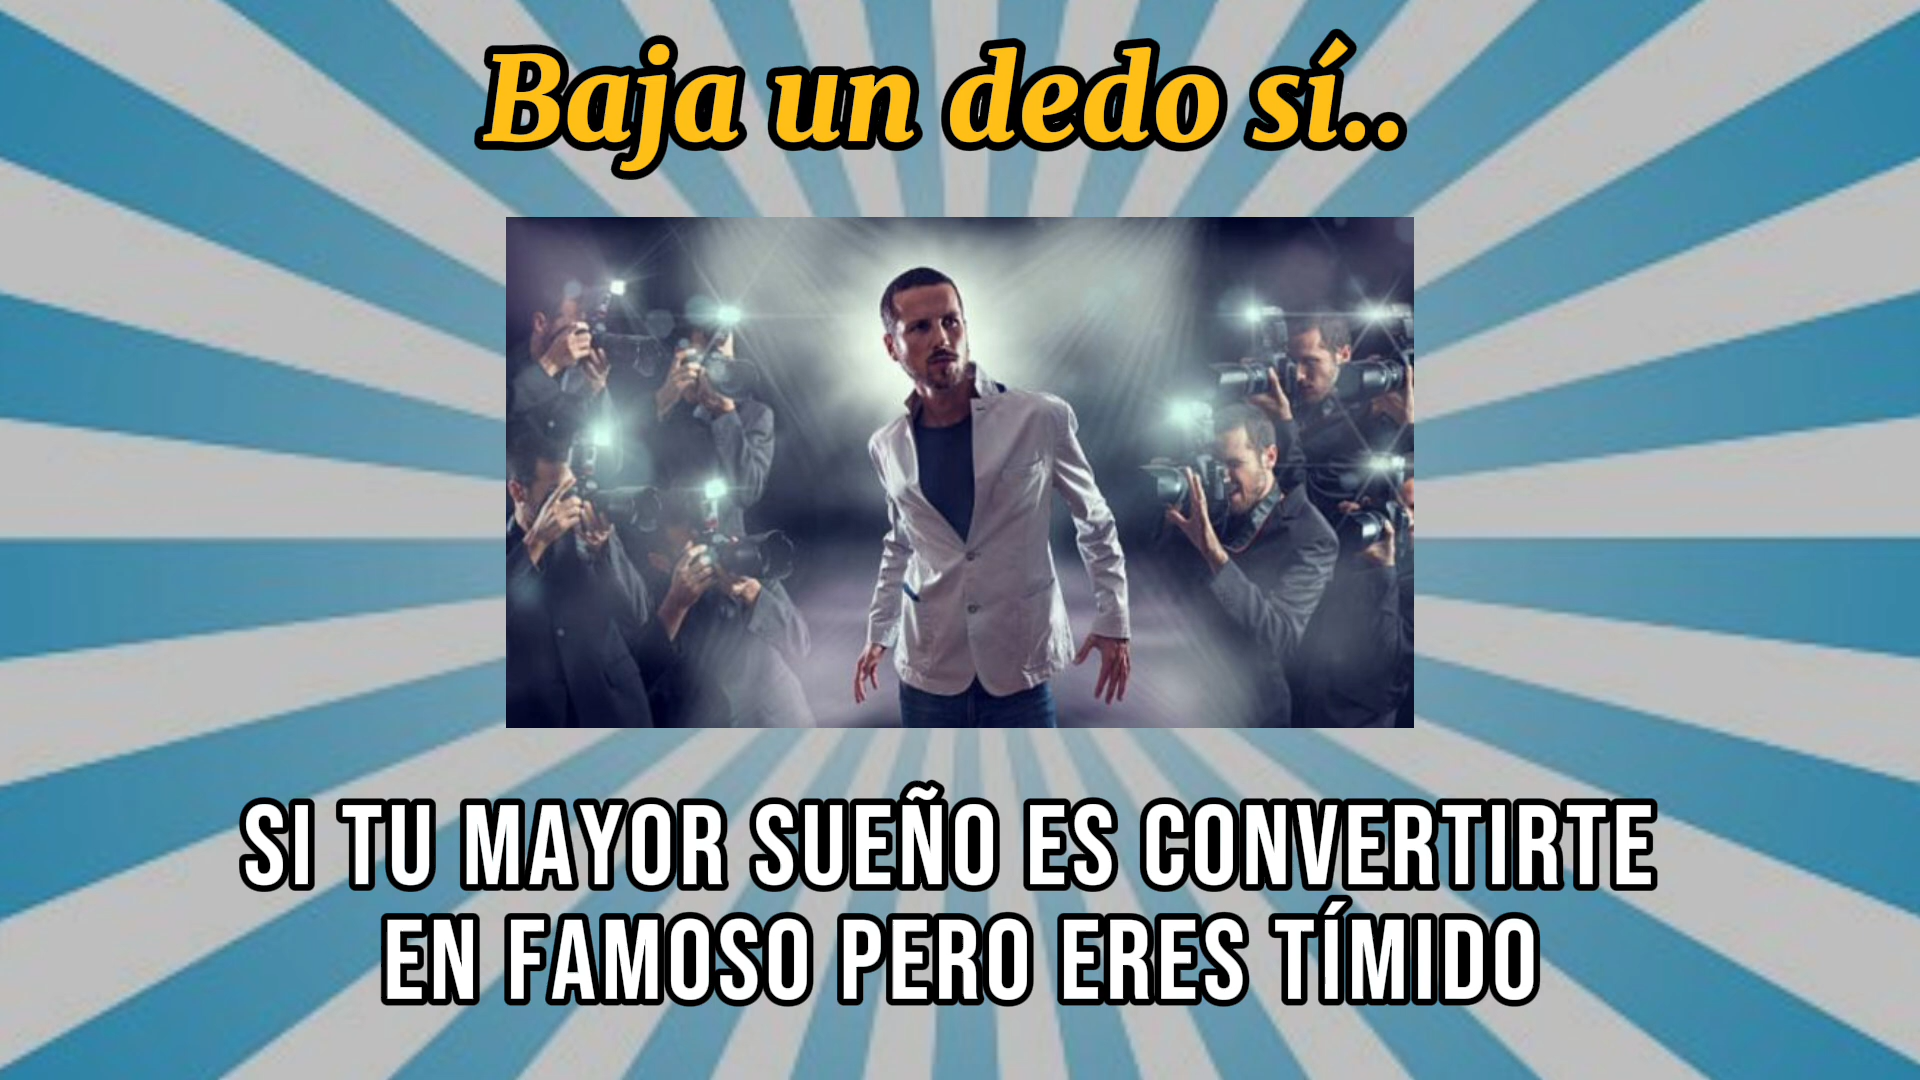 Baja un dedo sí..
SI TU MAYOR SUEÑO ES CONVERTIRTE
EN FAMOSO PERO ERES TÍMIDO